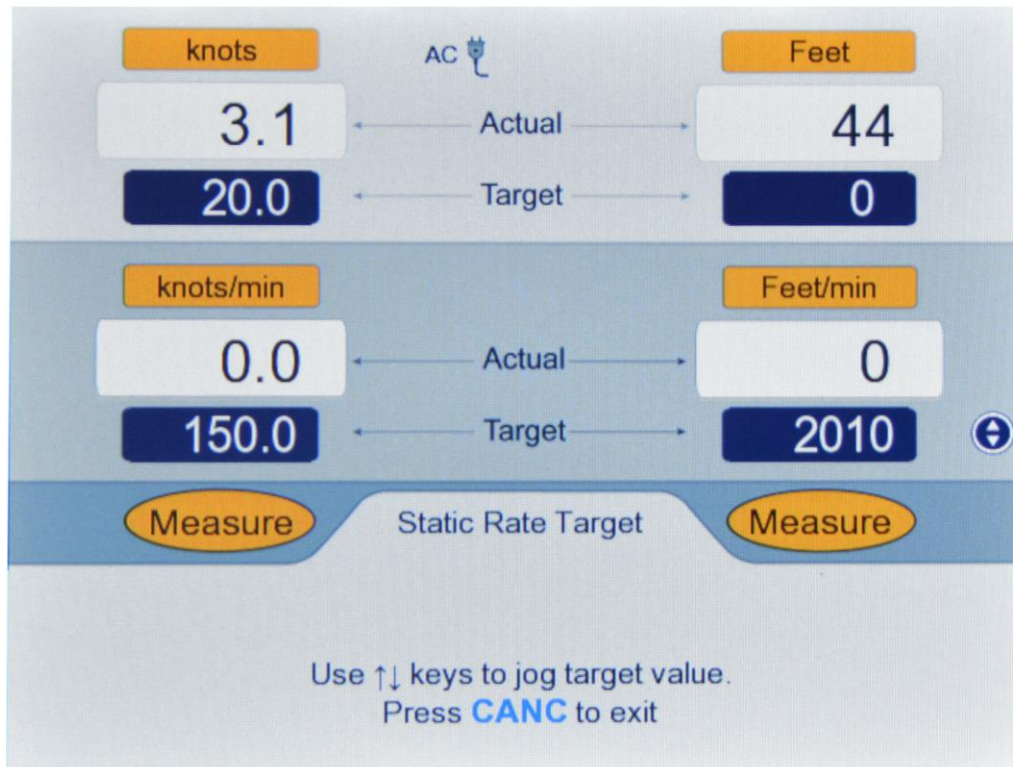 knots AC Feet
3.1 Actual 44
20.0 Target 0
knots/min Feet/min
0.0 Actual 0
150.0 Target 2010
Measure Static Rate Target Measure
Use ↑↓ keys to jog target value.
Press CANC to exit